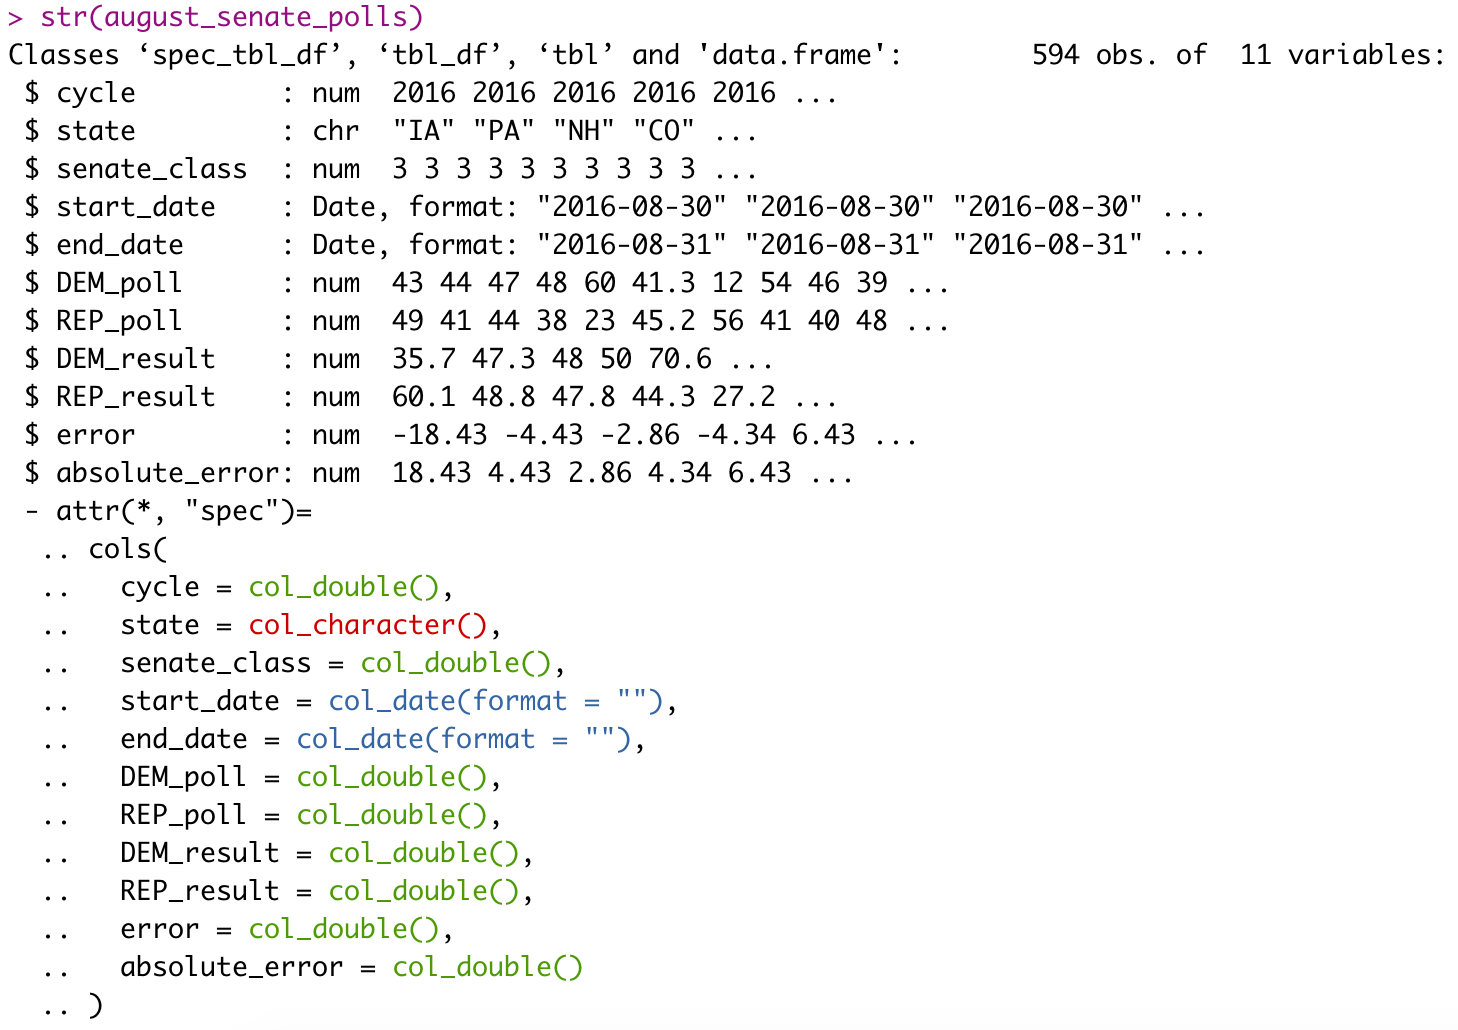 > str(august_senate_polls)
Classes ‘spec_tbl_df’, ‘tbl_df’, ‘tbl’ and 'data.frame':	594 obs. of  11 variables:
 $ cycle         : num  2016 2016 2016 2016 2016 ...
 $ state         : chr  "IA" "PA" "NH" "CO" ...
 $ senate_class  : num  3 3 3 3 3 3 3 3 3 3 ...
 $ start_date    : Date, format: "2016-08-30" "2016-08-30" "2016-08-30" ...
 $ end_date      : Date, format: "2016-08-31" "2016-08-31" "2016-08-31" ...
 $ DEM_poll      : num  43 44 47 48 60 41.3 12 54 46 39 ...
 $ REP_poll      : num  49 41 44 38 23 45.2 56 41 40 48 ...
 $ DEM_result    : num  35.7 47.3 48 50 70.6 ...
 $ REP_result    : num  60.1 48.8 47.8 44.3 27.2 ...
 $ error         : num  -18.43 -4.43 -2.86 -4.34 6.43 ...
 $ absolute_error: num  18.43 4.43 2.86 4.34 6.43 ...
 - attr(*, "spec")=
  .. cols(
  ..   cycle = col_double(),
  ..   state = col_character(),
  ..   senate_class = col_double(),
  ..   start_date = col_date(format = ""),
  ..   end_date = col_date(format = ""),
  ..   DEM_poll = col_double(),
  ..   REP_poll = col_double(),
  ..   DEM_result = col_double(),
  ..   REP_result = col_double(),
  ..   error = col_double(),
  ..   absolute_error = col_double()
  .. )